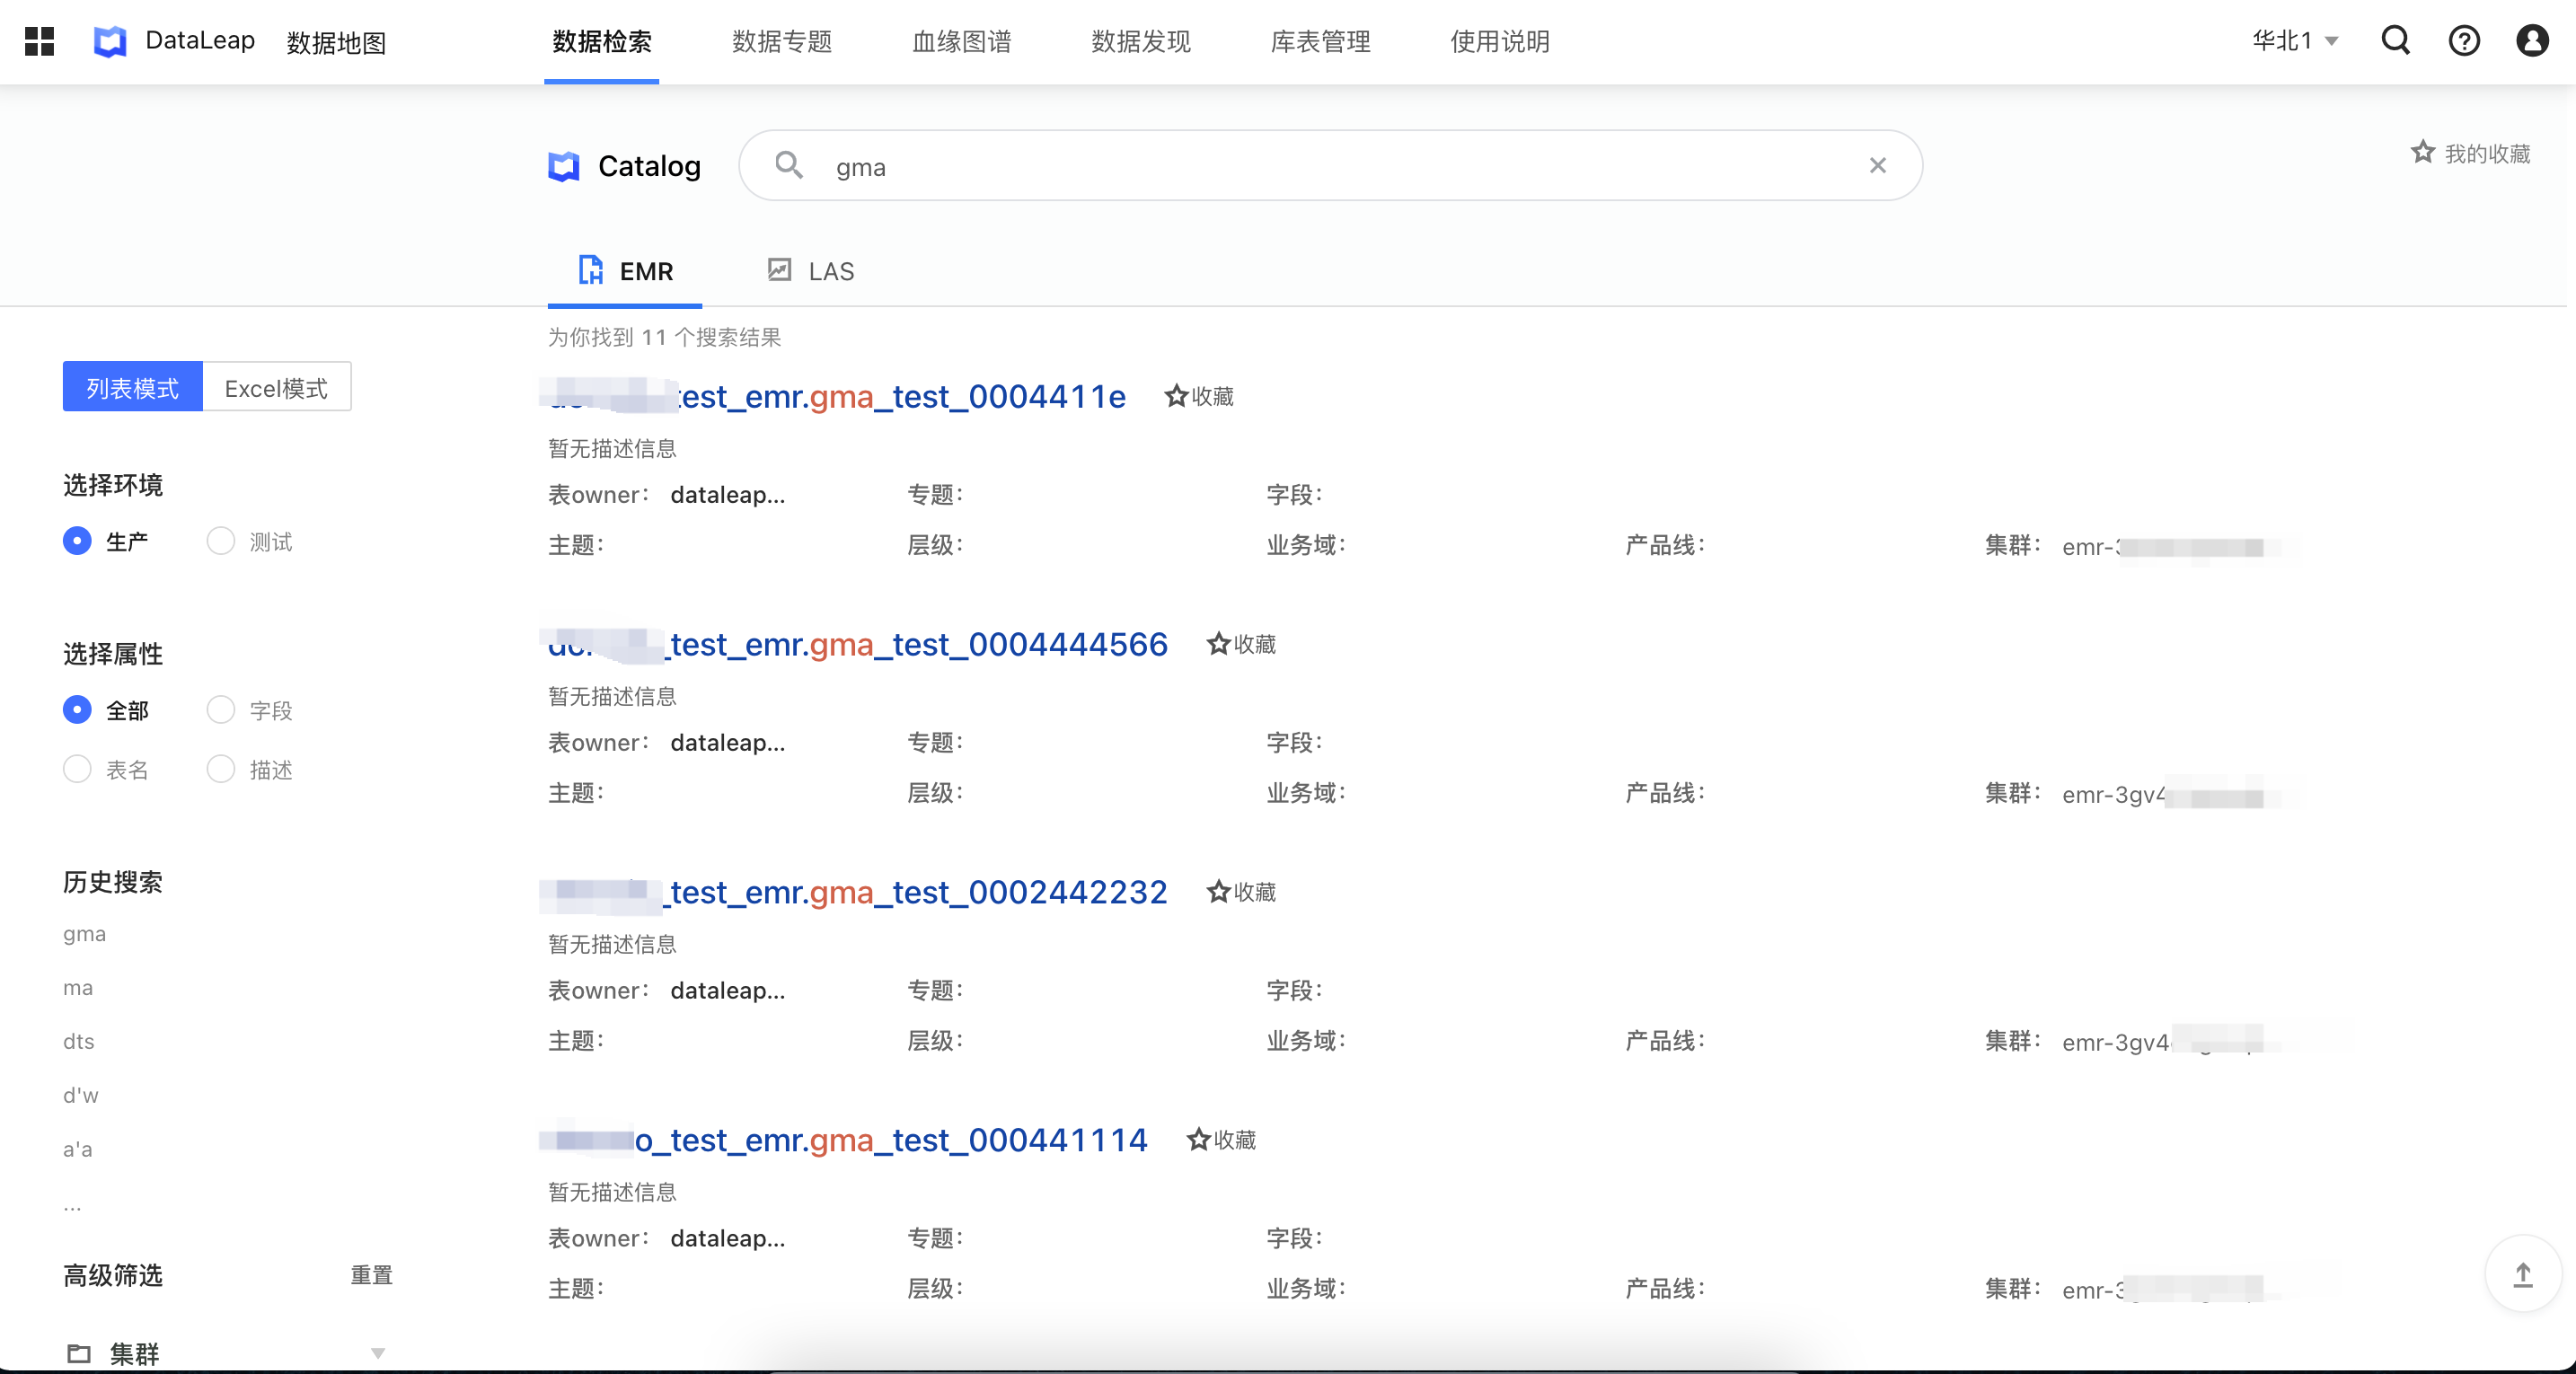 DataLeap 数据地图 数据检索 数据专题 血缘图谱 数据发现 库表管理 使用说明 华北1
Catalog gma 我的收藏
EMR LAS
为你找到 11 个搜索结果
列表模式 Excel模式
选择环境
生产 测试
选择属性
全部 字段
表名 描述
历史搜索
gma
ma
dts
d'w
a'a
...
高级筛选 重置
集群
test_emr.gma_test_0004411e 收藏
暂无描述信息
表owner： dataleap... 专题： 字段：
主题： 层级： 业务域： 产品线： 集群： emr-
_test_emr.gma_test_0004444566 收藏
暂无描述信息
表owner： dataleap... 专题： 字段：
主题： 层级： 业务域： 产品线： 集群： emr-3gv4
_test_emr.gma_test_0002442232 收藏
暂无描述信息
表owner： dataleap... 专题： 字段：
主题： 层级： 业务域： 产品线： 集群： emr-3gv4
o_test_emr.gma_test_000441114 收藏
暂无描述信息
表owner： dataleap... 专题： 字段：
主题： 层级： 业务域： 产品线： 集群： emr-3